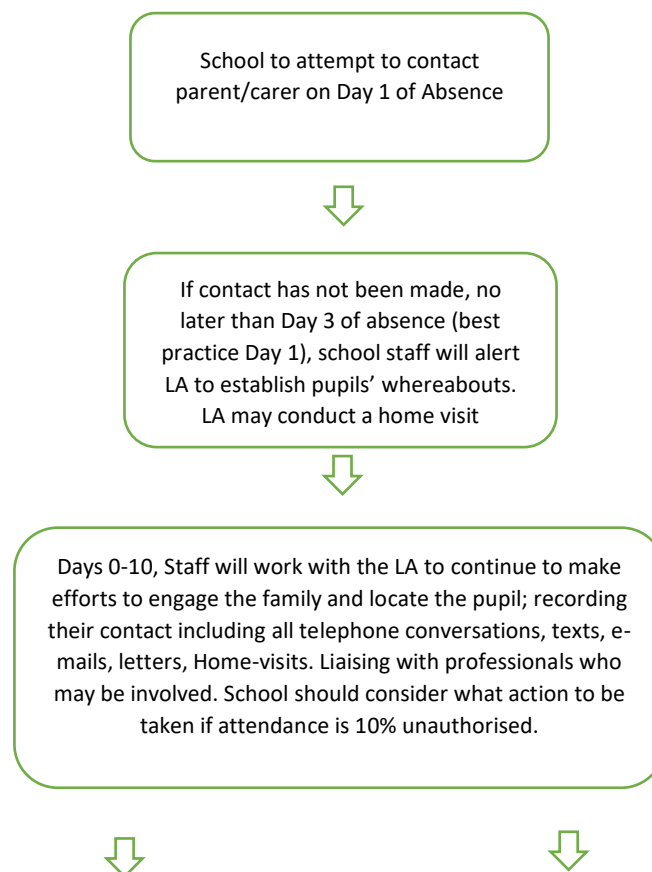 School to attempt to contact
parent/carer on Day 1 of Absence
If contact has not been made, no
later than Day 3 of absence (best
practice Day 1), school staff will alert
LA to establish pupils’ whereabouts.
LA may conduct a home visit
Days 0-10, Staff will work with the LA to continue to make
efforts to engage the family and locate the pupil; recording
their contact including all telephone conversations, texts, e-
mails, letters, Home-visits. Liaising with professionals who
may be involved. School should consider what action to be
taken if attendance is 10% unauthorised.